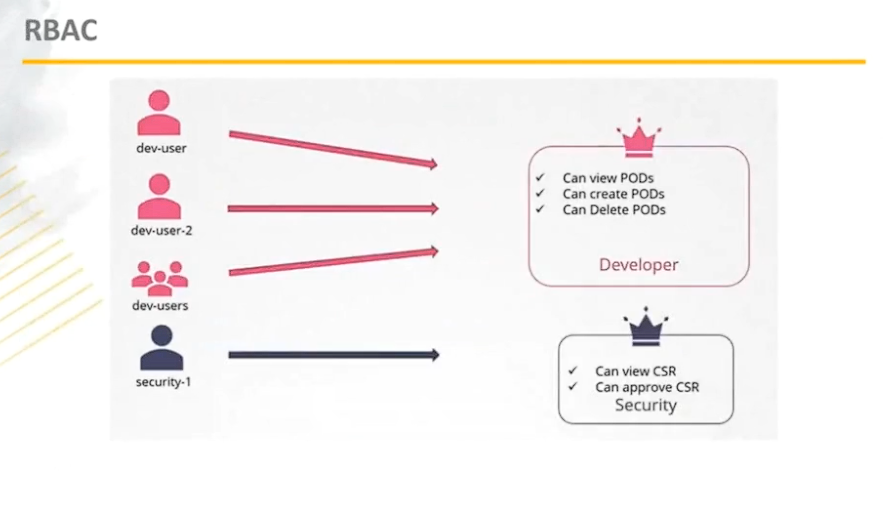 RBAC
dev-user
dev-user-2
dev-users
security-1
✓ Can view PODs
✓ Can create PODs
✓ Can Delete PODs
Developer
✓ Can view CSR
✓ Can approve CSR
Security